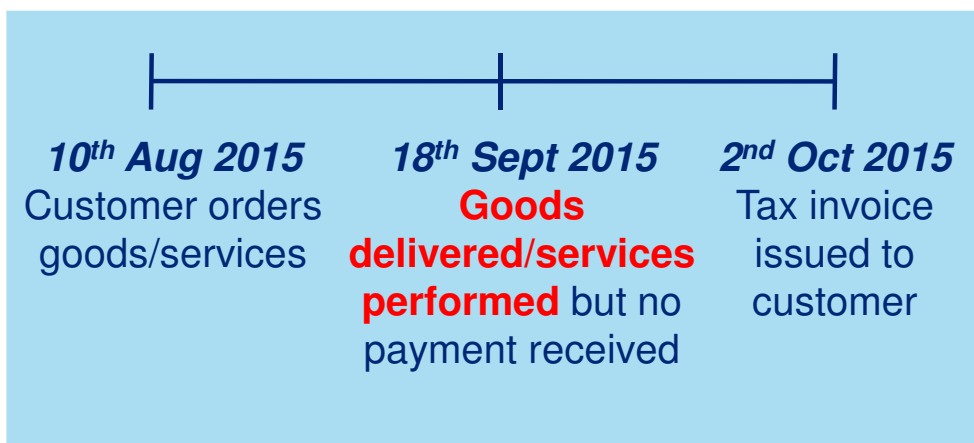 10th Aug 2015
Customer orders
goods/services
18th Sept 2015
Goods
delivered/services
performed but no
payment received
2nd Oct 2015
Tax invoice
issued to
customer